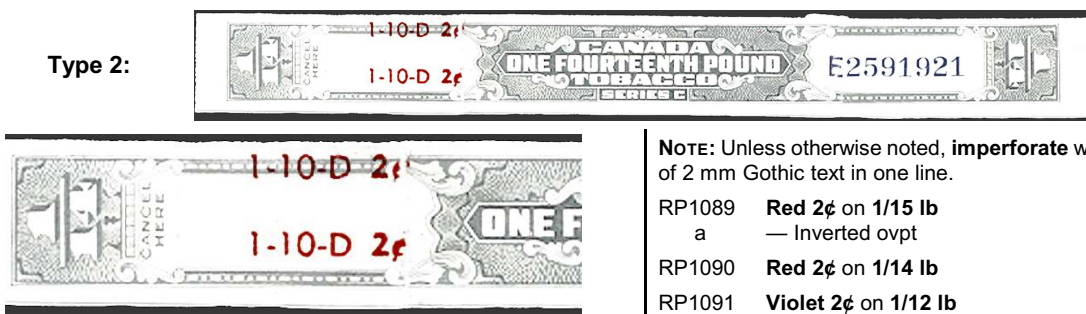 Type 2:
1-10-D 2¢
CANCEL HERE
1-10-D 2¢
CANADA
ONE FOURTEENTH POUND
TOBACCO
SERIES C
E2591921
1-10-D 2¢
CANCEL HERE
1-10-D 2¢
ONE F
NOTE: Unless otherwise noted, imperforate w
of 2 mm Gothic text in one line.
RP1089 Red 2¢ on 1/15 lb
a — Inverted ovpt
RP1090 Red 2¢ on 1/14 lb
RP1091 Violet 2¢ on 1/12 lb